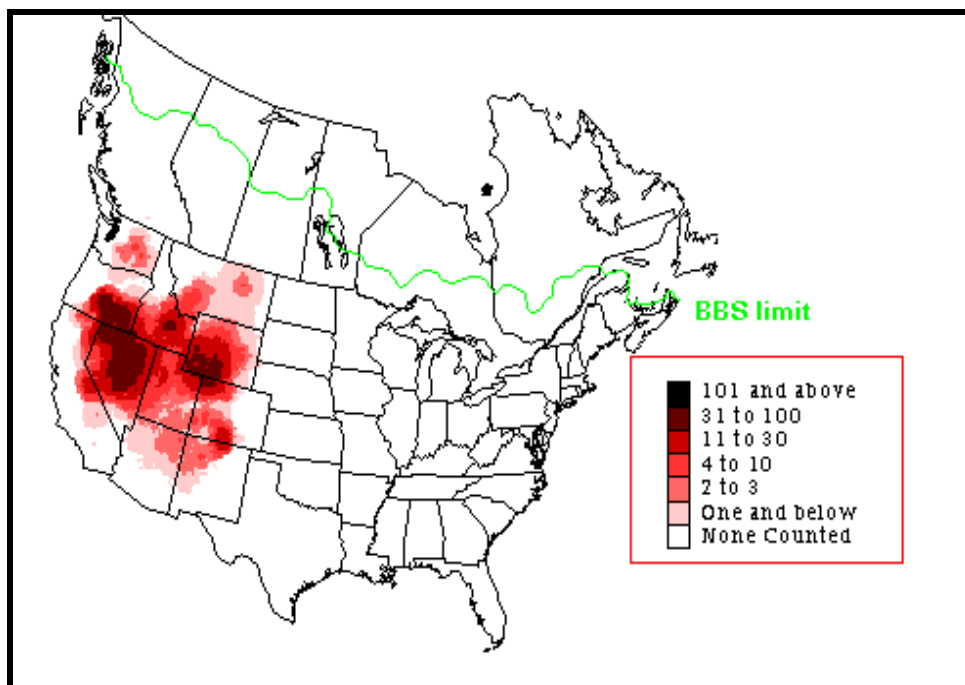 BBS limit
101 and above
31 to 100
11 to 30
4 to 10
2 to 3
One and below
None Counted